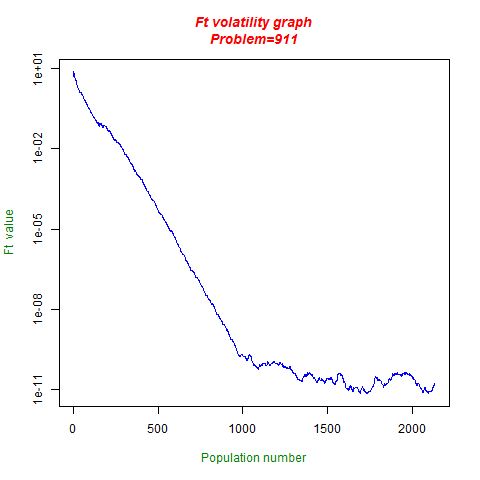 Ft volatility graph
Problem=911
1e+01
1e-02
1e-05
1e-08
1e-11
Ft value
0 500 1000 1500 2000
Population number